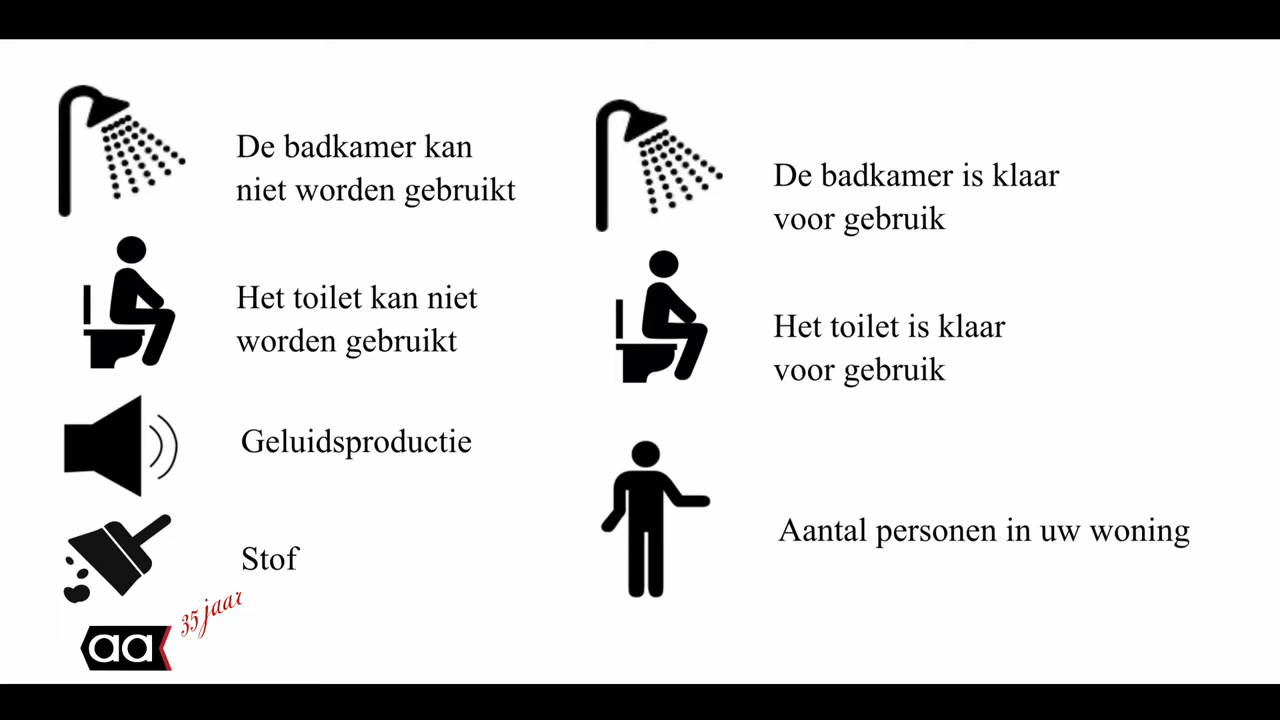 De badkamer kan
niet worden gebruikt
Het toilet kan niet
worden gebruikt
Geluidsproductie
Stof
De badkamer is klaar
voor gebruik
Het toilet is klaar
voor gebruik
Aantal personen in uw woning
35 jaar
aa